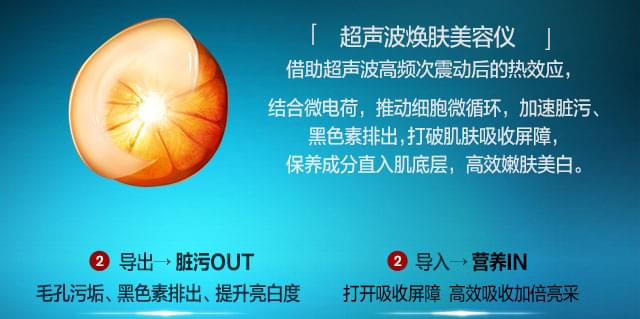 「 超声波焕肤美容仪 」
借助超声波高频次震动后的热效应，
结合微电荷，推动细胞微循环，加速脏污、
黑色素排出，打破肌肤吸收屏障，
保养成分直入肌底层，高效嫩肤美白。
2 导出→脏污OUT
毛孔污垢、黑色素排出、提升亮白度
2 导入→营养IN
打开吸收屏障 高效吸收加倍亮采